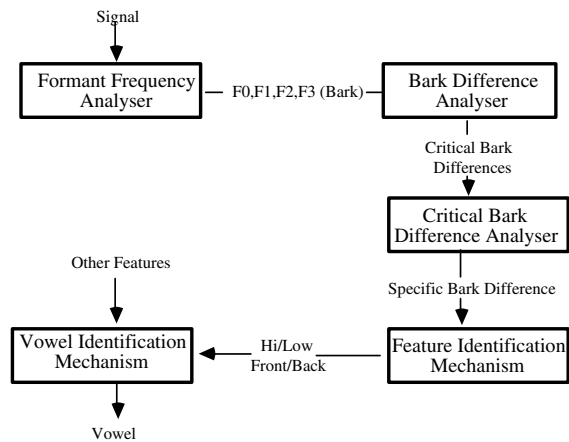 Signal
Formant Frequency
Analyser
F0,F1,F2,F3 (Bark)
Bark Difference
Analyser
Critical Bark
Differences
Critical Bark
Difference Analyser
Specific Bark Difference
Feature Identification
Mechanism
Hi/Low
Front/Back
Other Features
Vowel Identification
Mechanism
Vowel